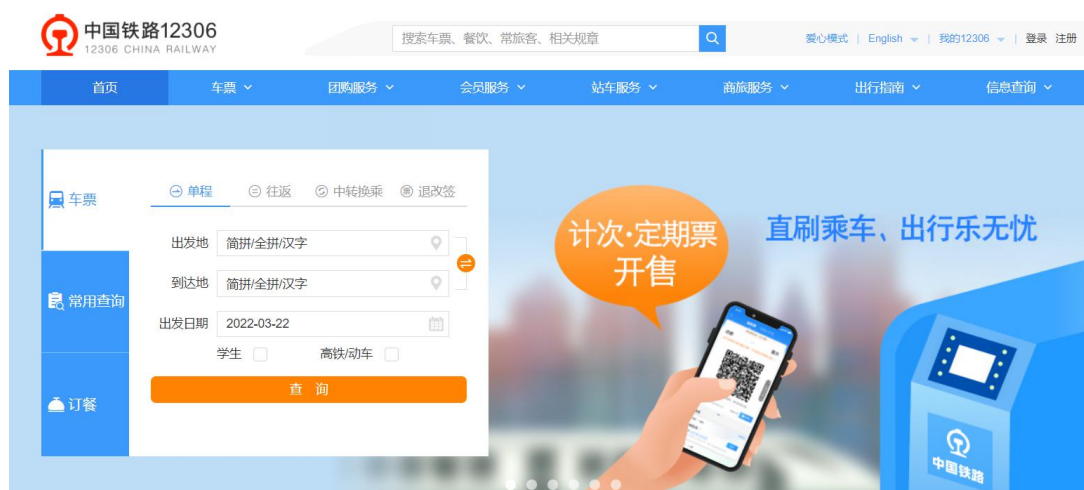 中国铁路12306
12306 CHINA RAILWAY
搜索车票、餐饮、常旅客、相关规章
爱心模式 | English | 我的12306 | 登录 注册
首页 车票 团购服务 会员服务 站车服务 商旅服务 出行指南 信息查询
车票
单程 往返 中转换乘 退改签
出发地 简拼/全拼/汉字
到达地 简拼/全拼/汉字
出发日期 2022-03-22
学生 高铁/动车
查 询
常用查询
订餐
计次·定期票
开售
直刷乘车、出行乐无忧
中国铁路